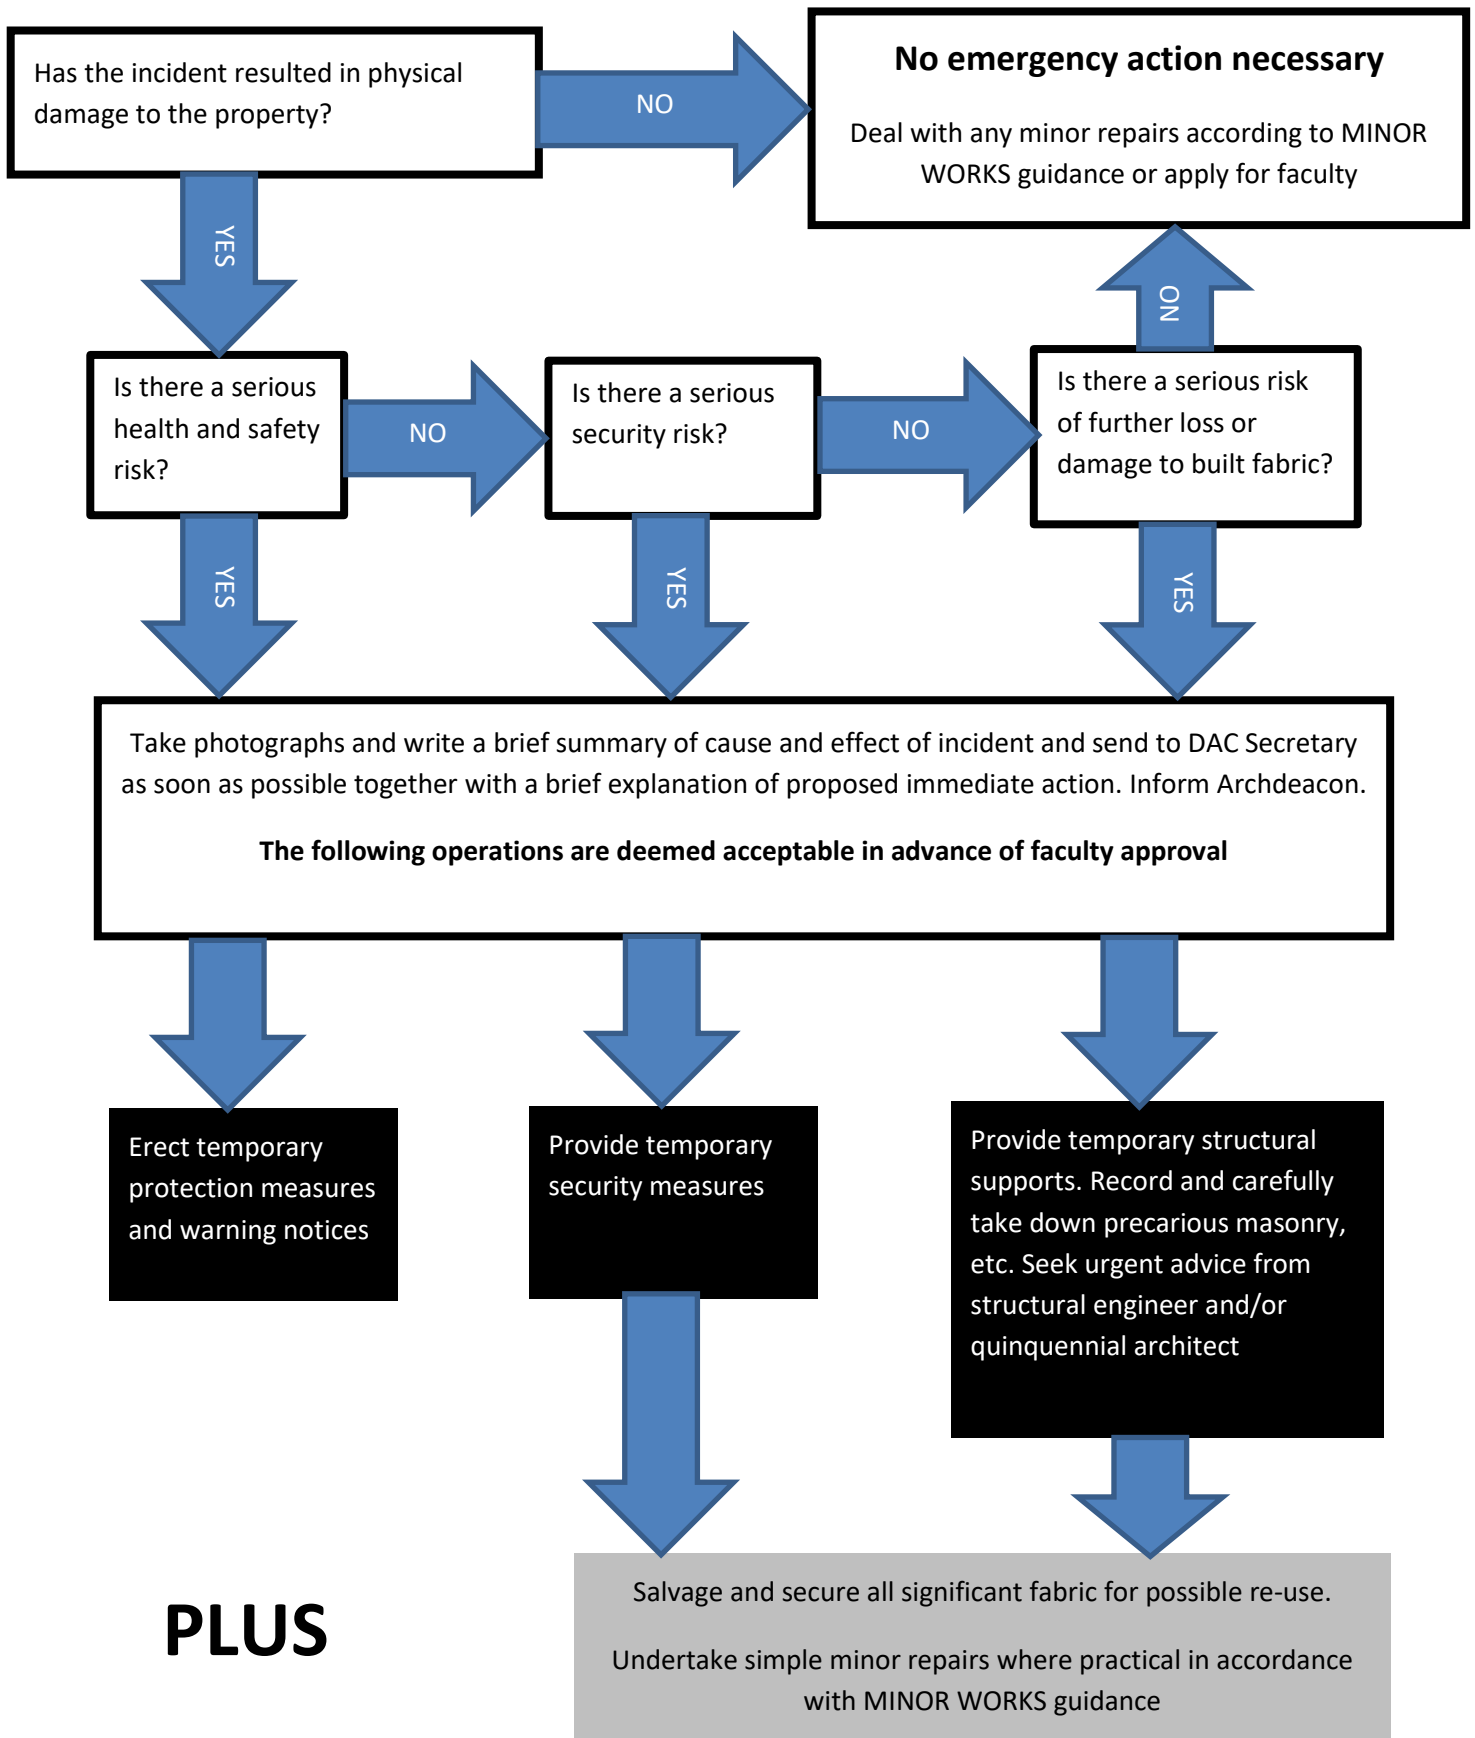 Has the incident resulted in physical
damage to the property?
NO
No emergency action necessary
Deal with any minor repairs according to MINOR
WORKS guidance or apply for faculty
YES
NO
Is there a serious
health and safety
risk?
NO
Is there a serious
security risk?
NO
Is there a serious risk
of further loss or
damage to built fabric?
YES
YES
YES
Take photographs and write a brief summary of cause and effect of incident and send to DAC Secretary
as soon as possible together with a brief explanation of proposed immediate action. Inform Archdeacon.
The following operations are deemed acceptable in advance of faculty approval
Erect temporary
protection measures
and warning notices
Provide temporary
security measures
Provide temporary structural
supports. Record and carefully
take down precarious masonry,
etc. Seek urgent advice from
structural engineer and/or
quinquennial architect
PLUS
Salvage and secure all significant fabric for possible re-use.
Undertake simple minor repairs where practical in accordance
with MINOR WORKS guidance